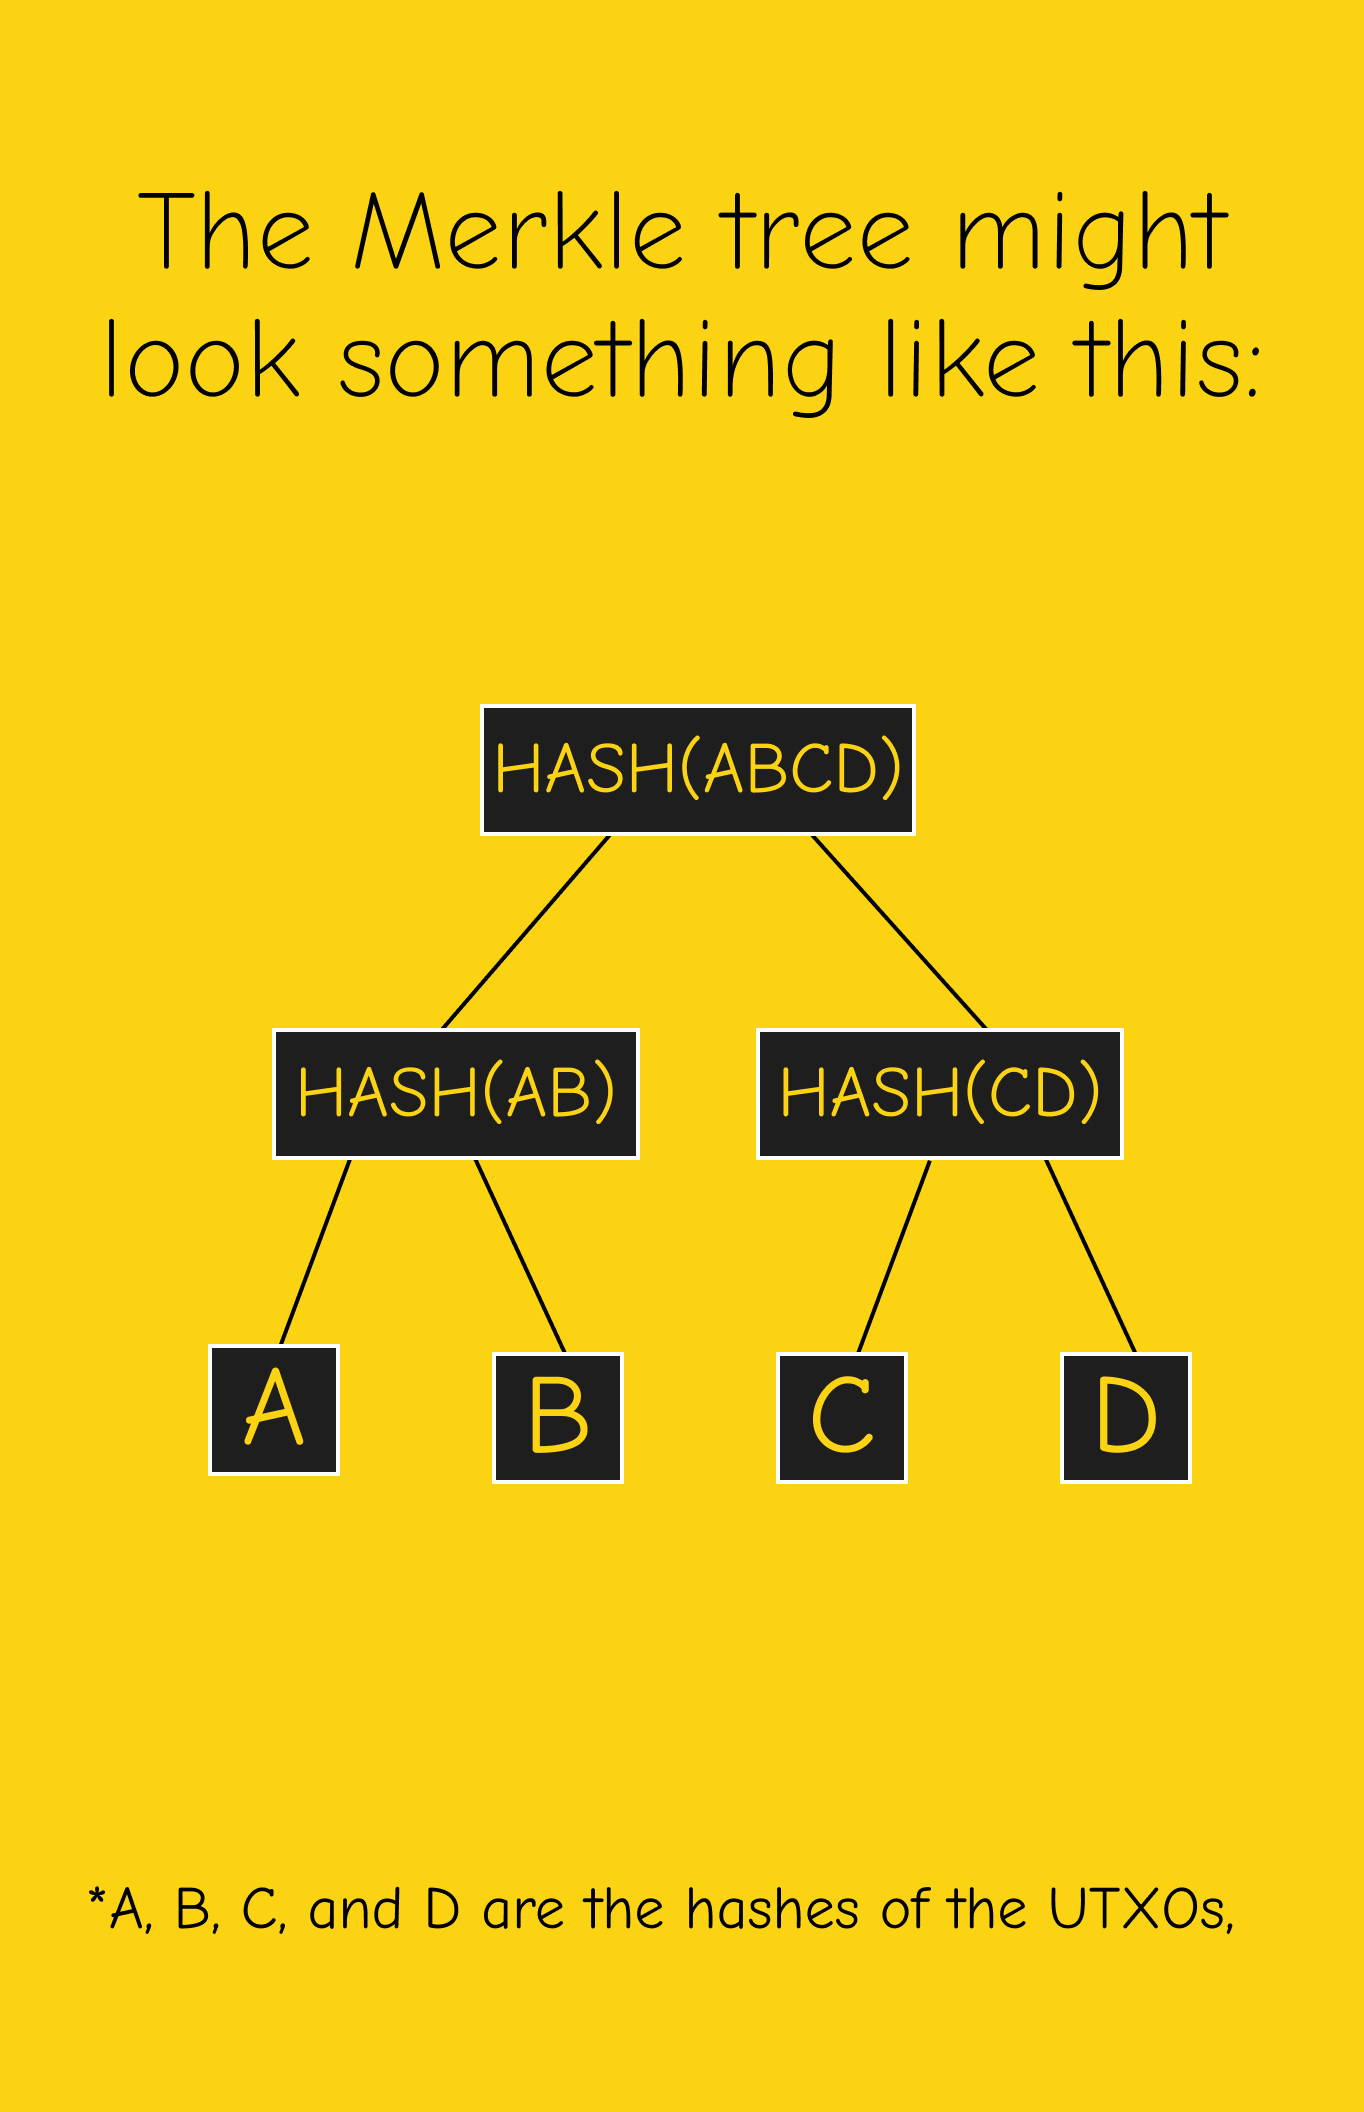 The Merkle tree might
look something like this:
HASH(ABCD)
HASH(AB) HASH(CD)
A B C D
*A, B, C, and D are the hashes of the UTXOs,